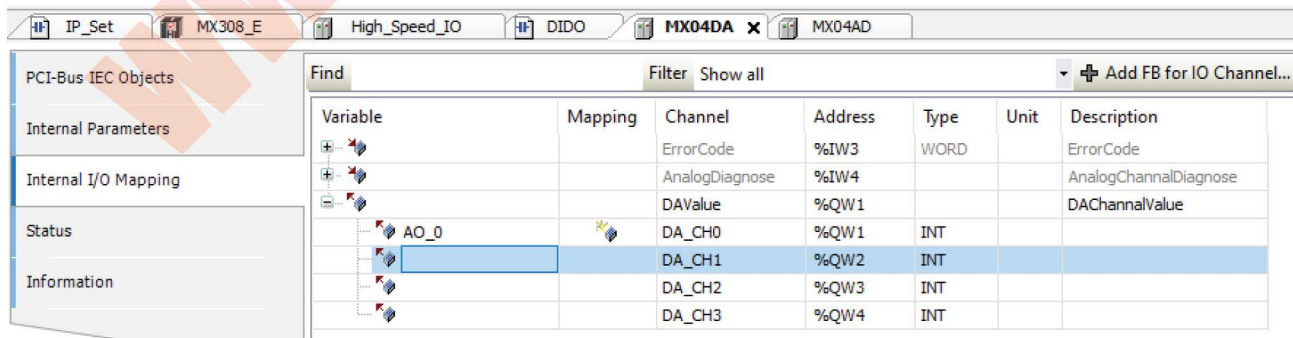 IP_Set MX308_E High_Speed_IO DIDO MX04DA X MX04AD
PCI-Bus IEC Objects
Internal Parameters
Internal I/O Mapping
Status
Information
Find Filter Show all Add FB for IO Channel...
Variable Mapping Channel Address Type Unit Description
ErrorCode %IW3 WORD ErrorCode
AnalogDiagnose %IW4 AnalogChannalDiagnose
DAValue %QW1 DAChannalValue
AO_0 DA_CH0 %QW1 INT
DA_CH1 %QW2 INT
DA_CH2 %QW3 INT
DA_CH3 %QW4 INT